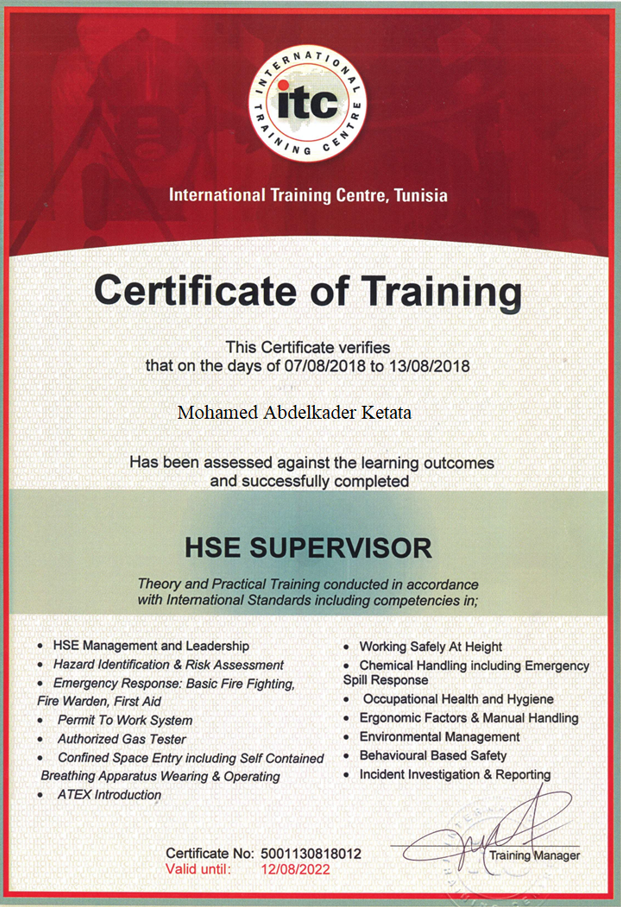 INTERNATIONAL TRAINING CENTRE
itc
International Training Centre, Tunisia
Certificate of Training
This Certificate verifies
that on the days of 07/08/2018 to 13/08/2018
Mohamed Abdelkader Ketata
Has been assessed against the learning outcomes
and successfully completed
HSE SUPERVISOR
Theory and Practical Training conducted in accordance
with International Standards including competencies in;
• HSE Management and Leadership
• Hazard Identification & Risk Assessment
• Emergency Response: Basic Fire Fighting,
Fire Warden, First Aid
• Permit To Work System
• Authorized Gas Tester
• Confined Space Entry including Self Contained
Breathing Apparatus Wearing & Operating
• ATEX Introduction
• Working Safely At Height
• Chemical Handling including Emergency
Spill Response
• Occupational Health and Hygiene
• Ergonomic Factors & Manual Handling
• Environmental Management
• Behavioural Based Safety
• Incident Investigation & Reporting
Training Manager
Certificate No: 5001130818012
Valid until: 12/08/2022